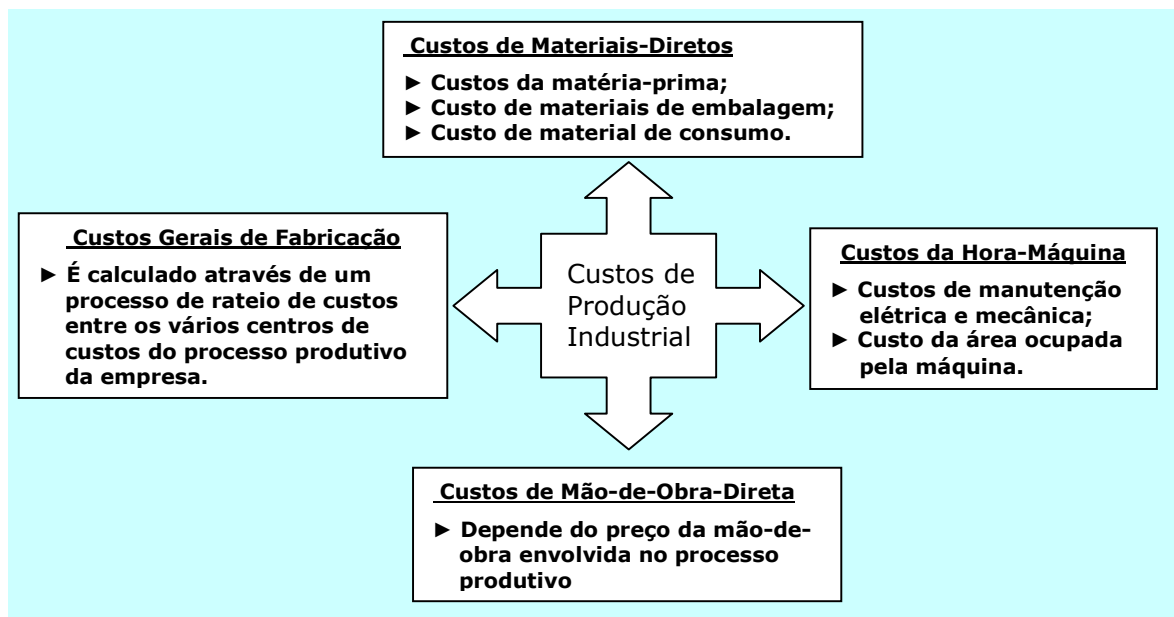 Custos de Materiais-Diretos
► Custos da matéria-prima;
► Custo de materiais de embalagem;
► Custo de material de consumo.
Custos Gerais de Fabricação
► É calculado através de um
processo de rateio de custos
entre os vários centros de
custos do processo produtivo
da empresa.
Custos de
Produção
Industrial
Custos da Hora-Máquina
► Custos de manutenção
elétrica e mecânica;
► Custo da área ocupada
pela máquina.
Custos de Mão-de-Obra-Direta
► Depende do preço da mão-de-
obra envolvida no processo
produtivo